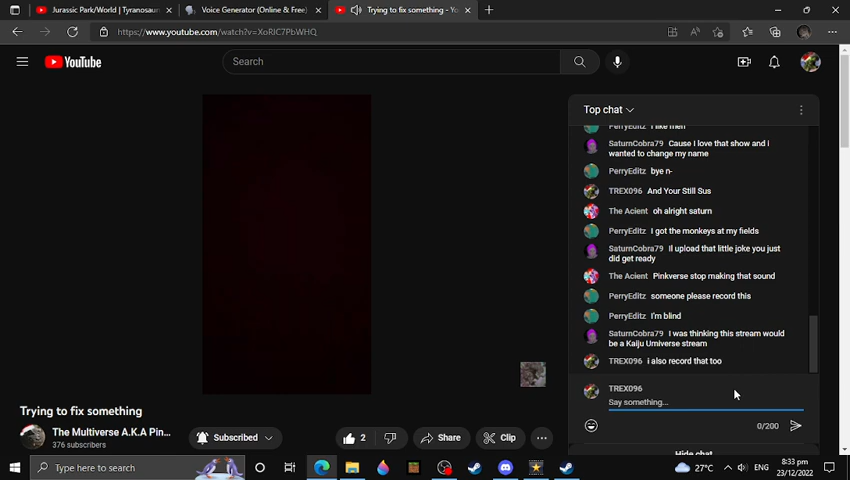 Jurassic Park/World | Tyrannosaur
Voice Generator (Online & Free)
Trying to fix something - Yo
https://www.youtube.com/watch?v=XoRIC7PbWHQ
YouTube
Search
Top chat
PerryEditz I like men
SaturnCobra79 Cause I love that show and i
wanted to change my name
PerryEditz bye n-
TREX096 And Your Still Sus
The Acient oh alright saturn
PerryEditz I got the monkeys at my fields
SaturnCobra79 Il upload that little joke you just
did get ready
The Acient Pinkverse stop making that sound
PerryEditz someone please record this
PerryEditz I'm blind
SaturnCobra79 I was thinking this stream would
be a Kaiju Urniverse stream
TREX096 i also record that too
TREX096
Say something...
0/200
Hide chat
Trying to fix something
The Multiverse A.K.A Pin...
376 subscribers
Subscribed
2
Share
Clip
Type here to search
27°C
ENG
8:33 pm
23/12/2022